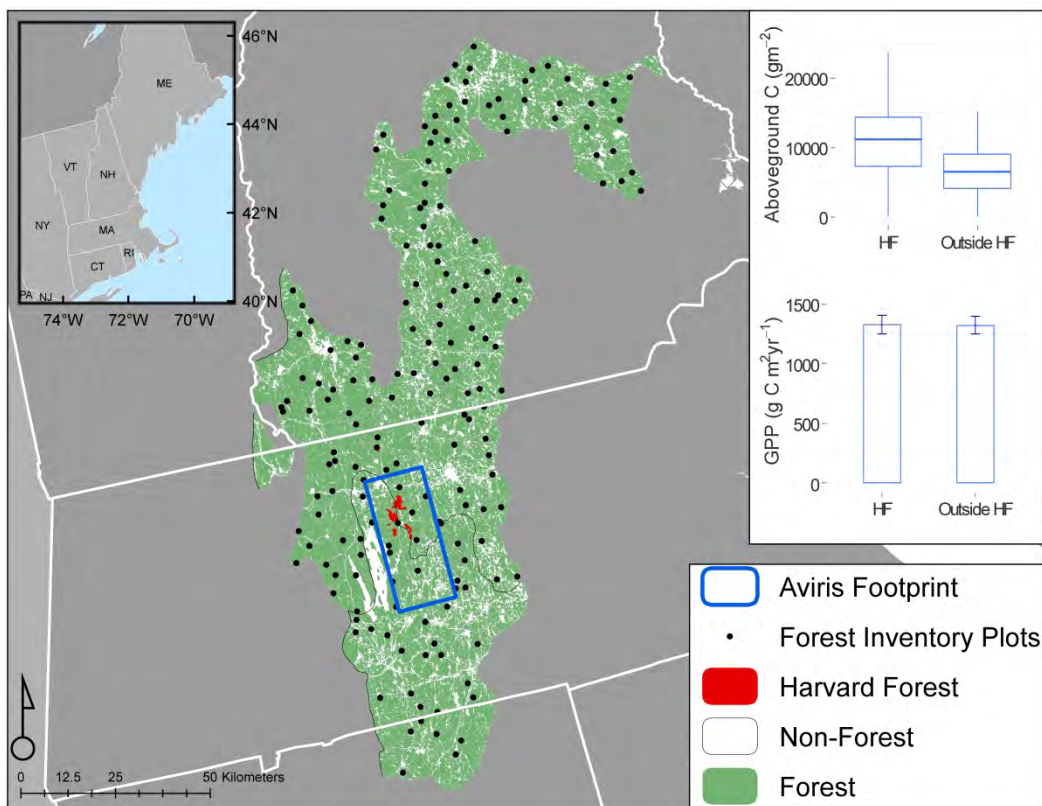 46°N
44°N
42°N
40°N
ME
VT
NH
NY
MA
CT
RI
PA
NJ
74°W 72°W 70°W
Aboveground C (gm⁻²)
20000
10000
0
HF Outside HF
GPP (g C m²yr⁻¹)
1500
1000
500
0
HF Outside HF
Aviris Footprint
Forest Inventory Plots
Harvard Forest
Non-Forest
Forest
0 12.5 25 50 Kilometers